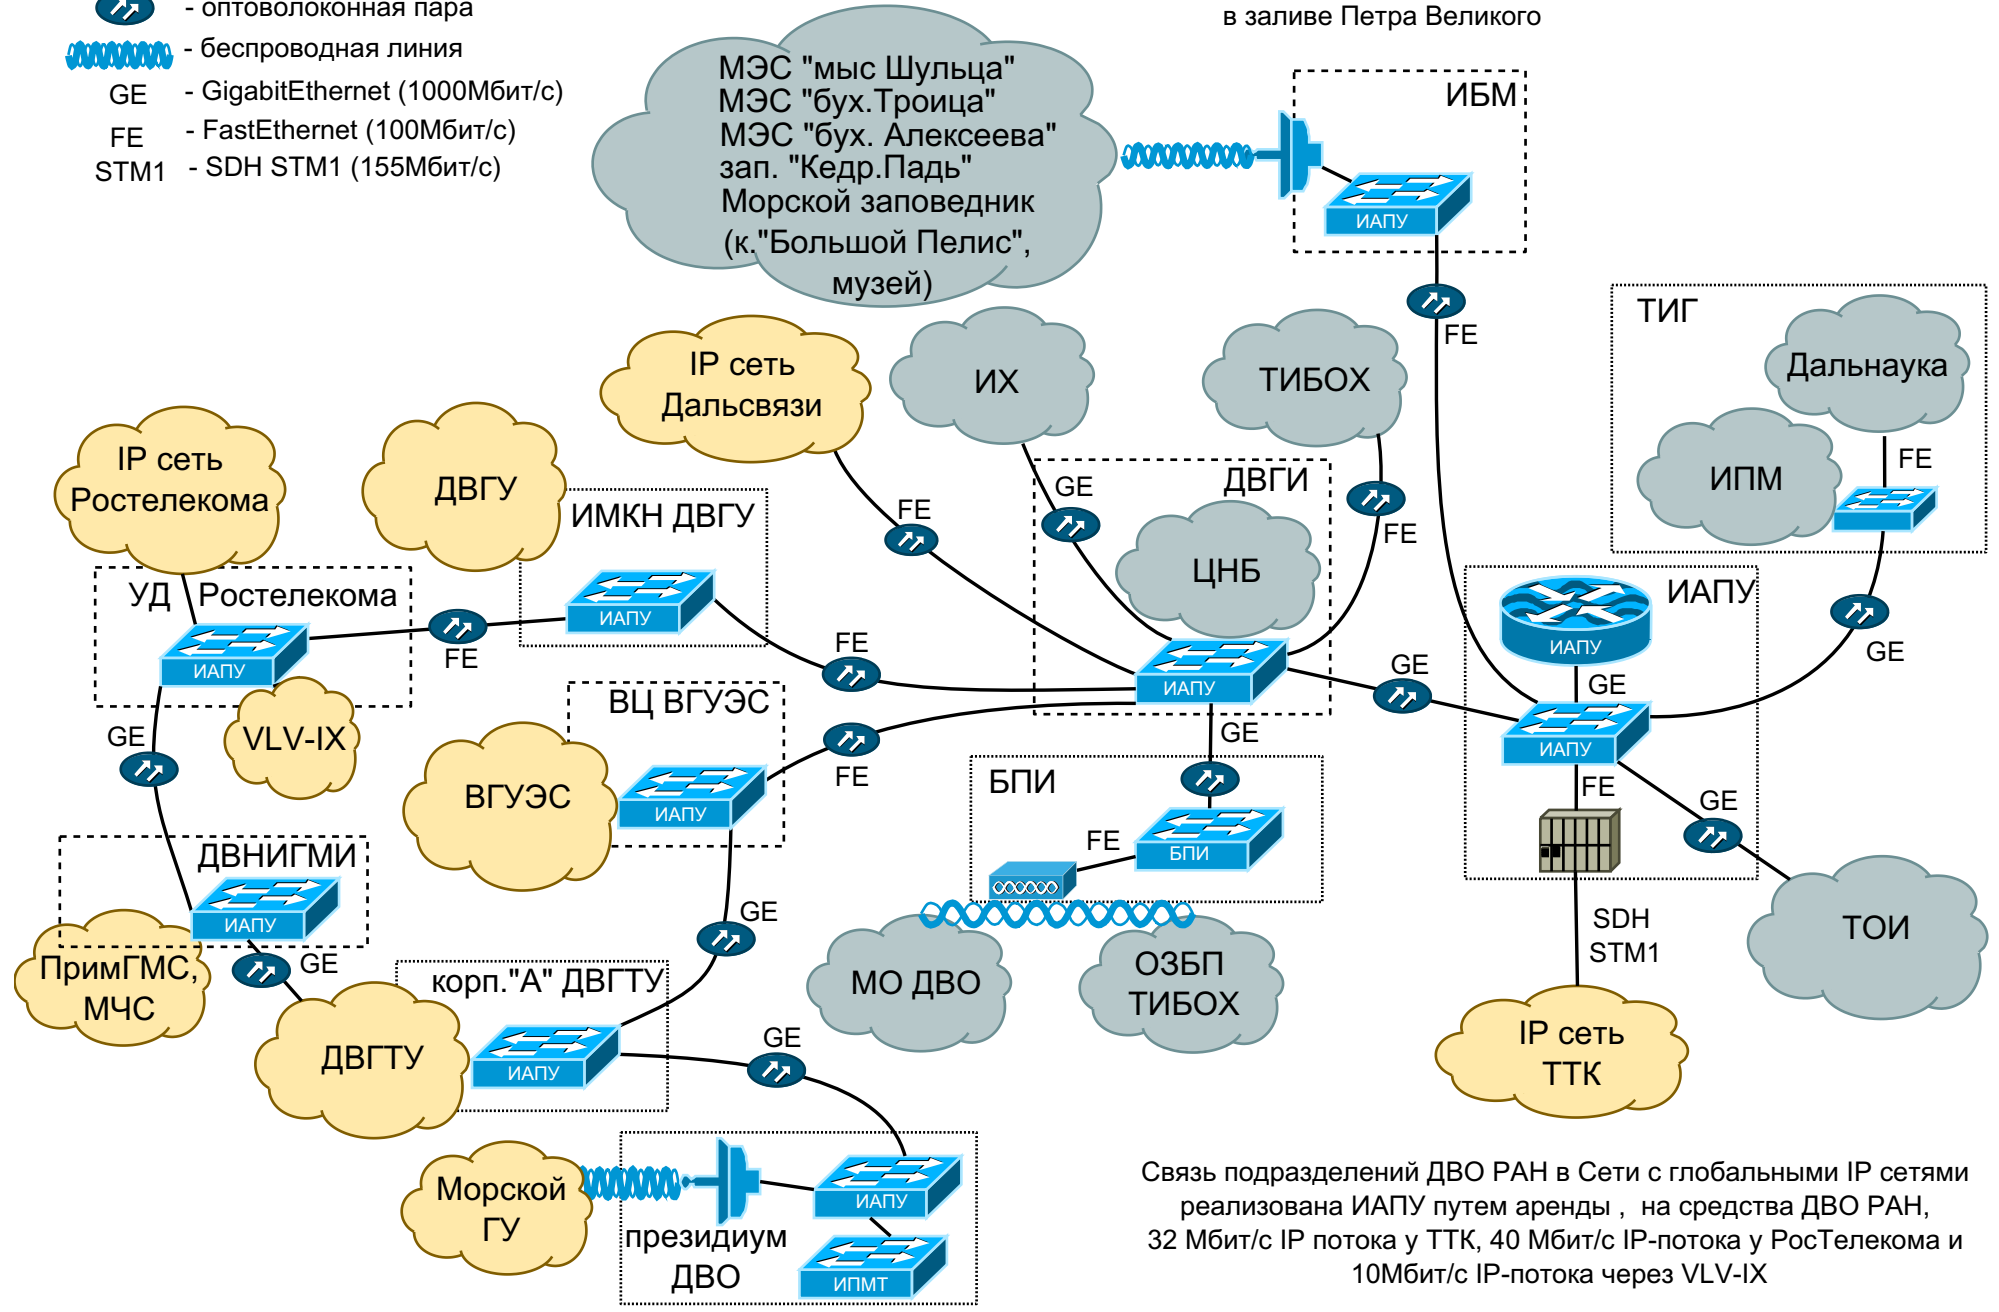 - оптоволоконная пара
- беспроводная линия
GE - GigabitEthernet (1000Мбит/с)
FE - FastEthernet (100Мбит/с)
STM1 - SDH STM1 (155Мбит/с)
в заливе Петра Великого
МЭС "мыс Шульца"
МЭС "бух.Троица"
МЭС "бух. Алексеева"
зап. "Кедр.Падь"
Морской заповедник
(к."Большой Пелис",
музей)
ИБМ
ИАПУ
FE
ТИГ
Дальнаука
ИПМ
FE
GE
IP сеть
Дальсвязи
FE
ИХ
GE
ТИБОХ
FE
ДВГИ
ЦНБ
ИАПУ
GE
IP сеть
Ростелекома
ДВГУ
ИМКН ДВГУ
ИАПУ
FE
УД Ростелекома
ИАПУ
FE
VLV-IX
GE
ИАПУ
ИАПУ
GE
ИАПУ
FE
GE
SDH
STM1
IP сеть
ТТК
ТОИ
ВЦ ВГУЭС
ВГУЭС
ИАПУ
FE
GE
БПИ
GE
БПИ
FE
МО ДВО
ОЗБП
ТИБОХ
ДВНИГМИ
ИАПУ
ПримГМС,
МЧС
GE
корп."А" ДВГТУ
ДВГТУ
ИАПУ
GE
Морской
ГУ
президиум
ДВО
ИАПУ
ИПМТ
Связь подразделений ДВО РАН в Сети с глобальными IP сетями
реализована ИАПУ путем аренды , на средства ДВО РАН,
32 Мбит/с IP потока у ТТК, 40 Мбит/с IP-потока у РосТелекома и
10Мбит/с IP-потока через VLV-IX